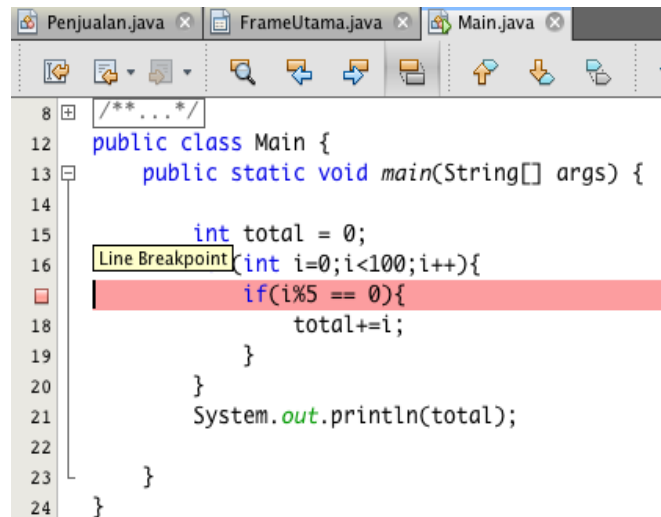 Penjualan.java FrameUtama.java Main.java
8 /**...*/
12 public class Main {
13 public static void main(String[] args) {
14
15 int total = 0;
16 Line Breakpoint (int i=0;i<100;i++){
if(i%5 == 0){
18 total+=i;
19 }
20 }
21 System.out.println(total);
22
23 }
24 }